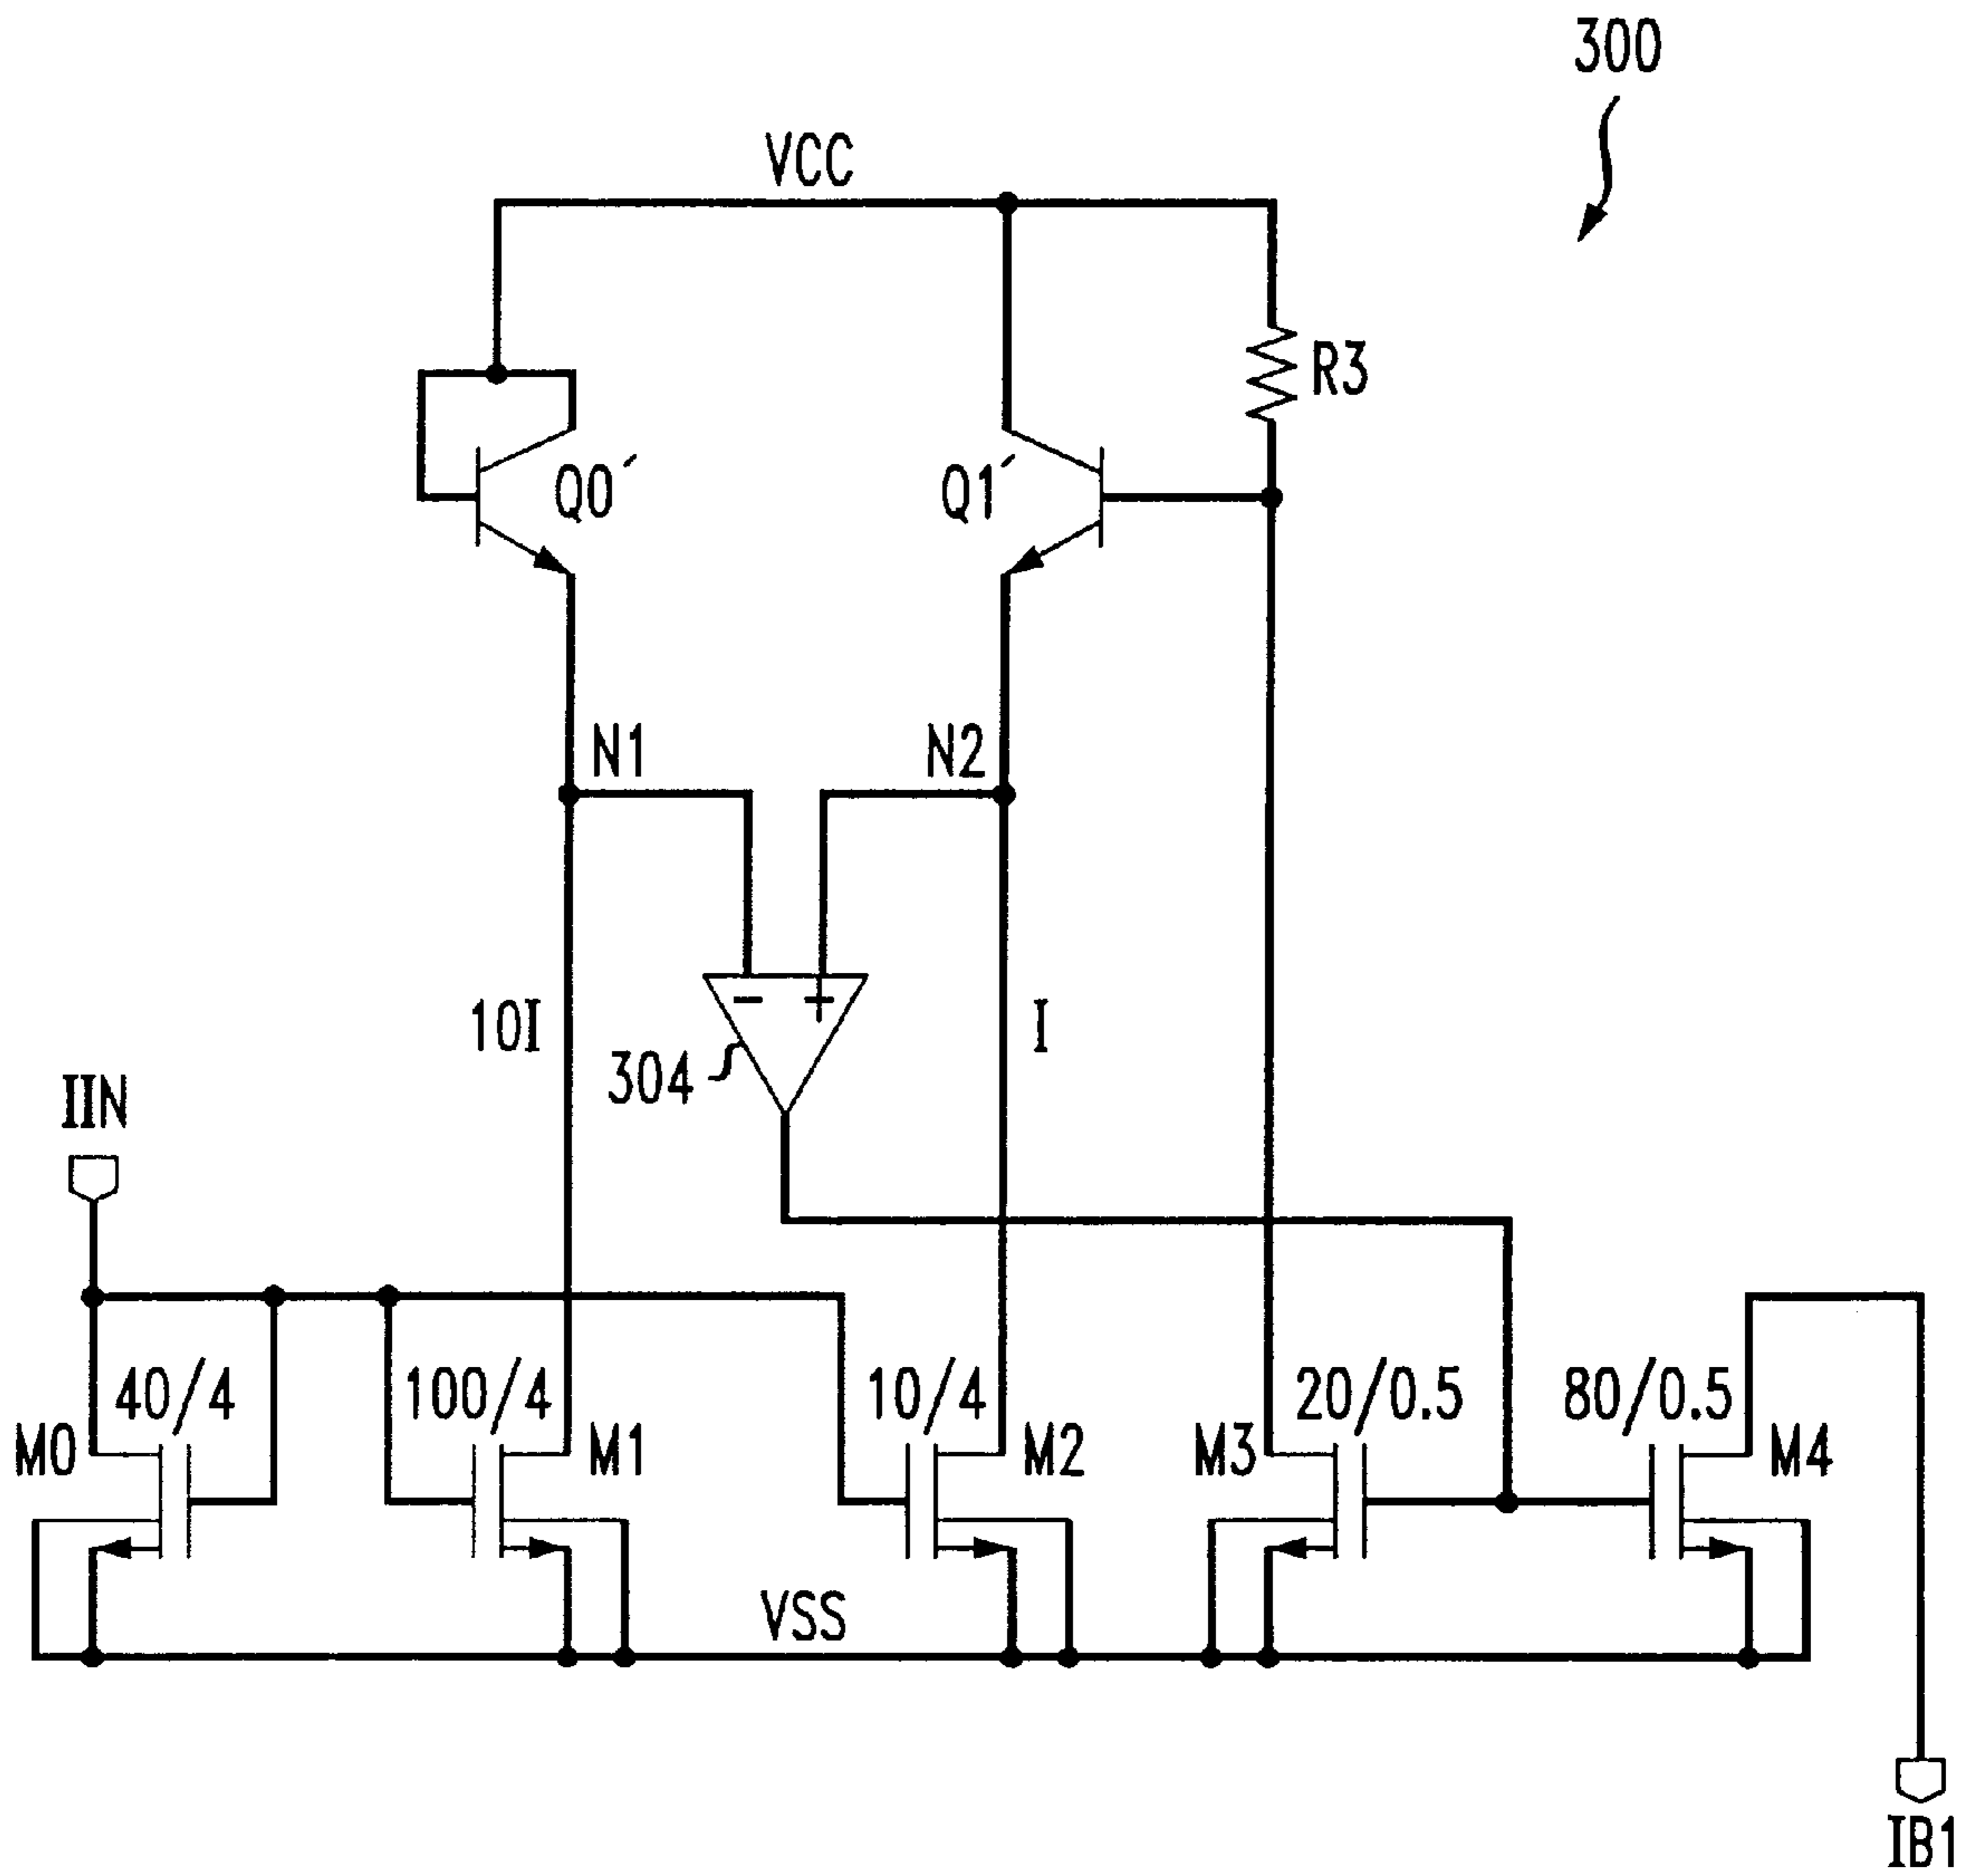 300
VCC
R3
Q0´
Q1´
N1
N2
10I
I
304
- +
IIN
40/4
100/4
10/4
20/0.5
80/0.5
M0
M1
M2
M3
M4
VSS
IB1